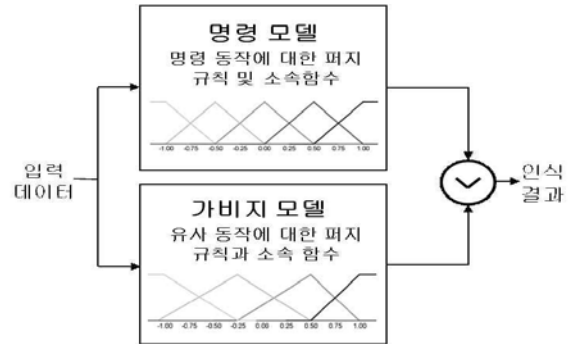 명령 모델
명령 동작에 대한 퍼지
규칙 및 소속함수
-1.00 -0.75 -0.50 -0.25 0.00 0.25 0.50 0.75 1.00
입력
데이터
인식
결과
가비지 모델
유사 동작에 대한 퍼지
규칙과 소속 함수
-1.00 -0.75 -0.50 -0.25 0.00 0.25 0.50 0.75 1.00